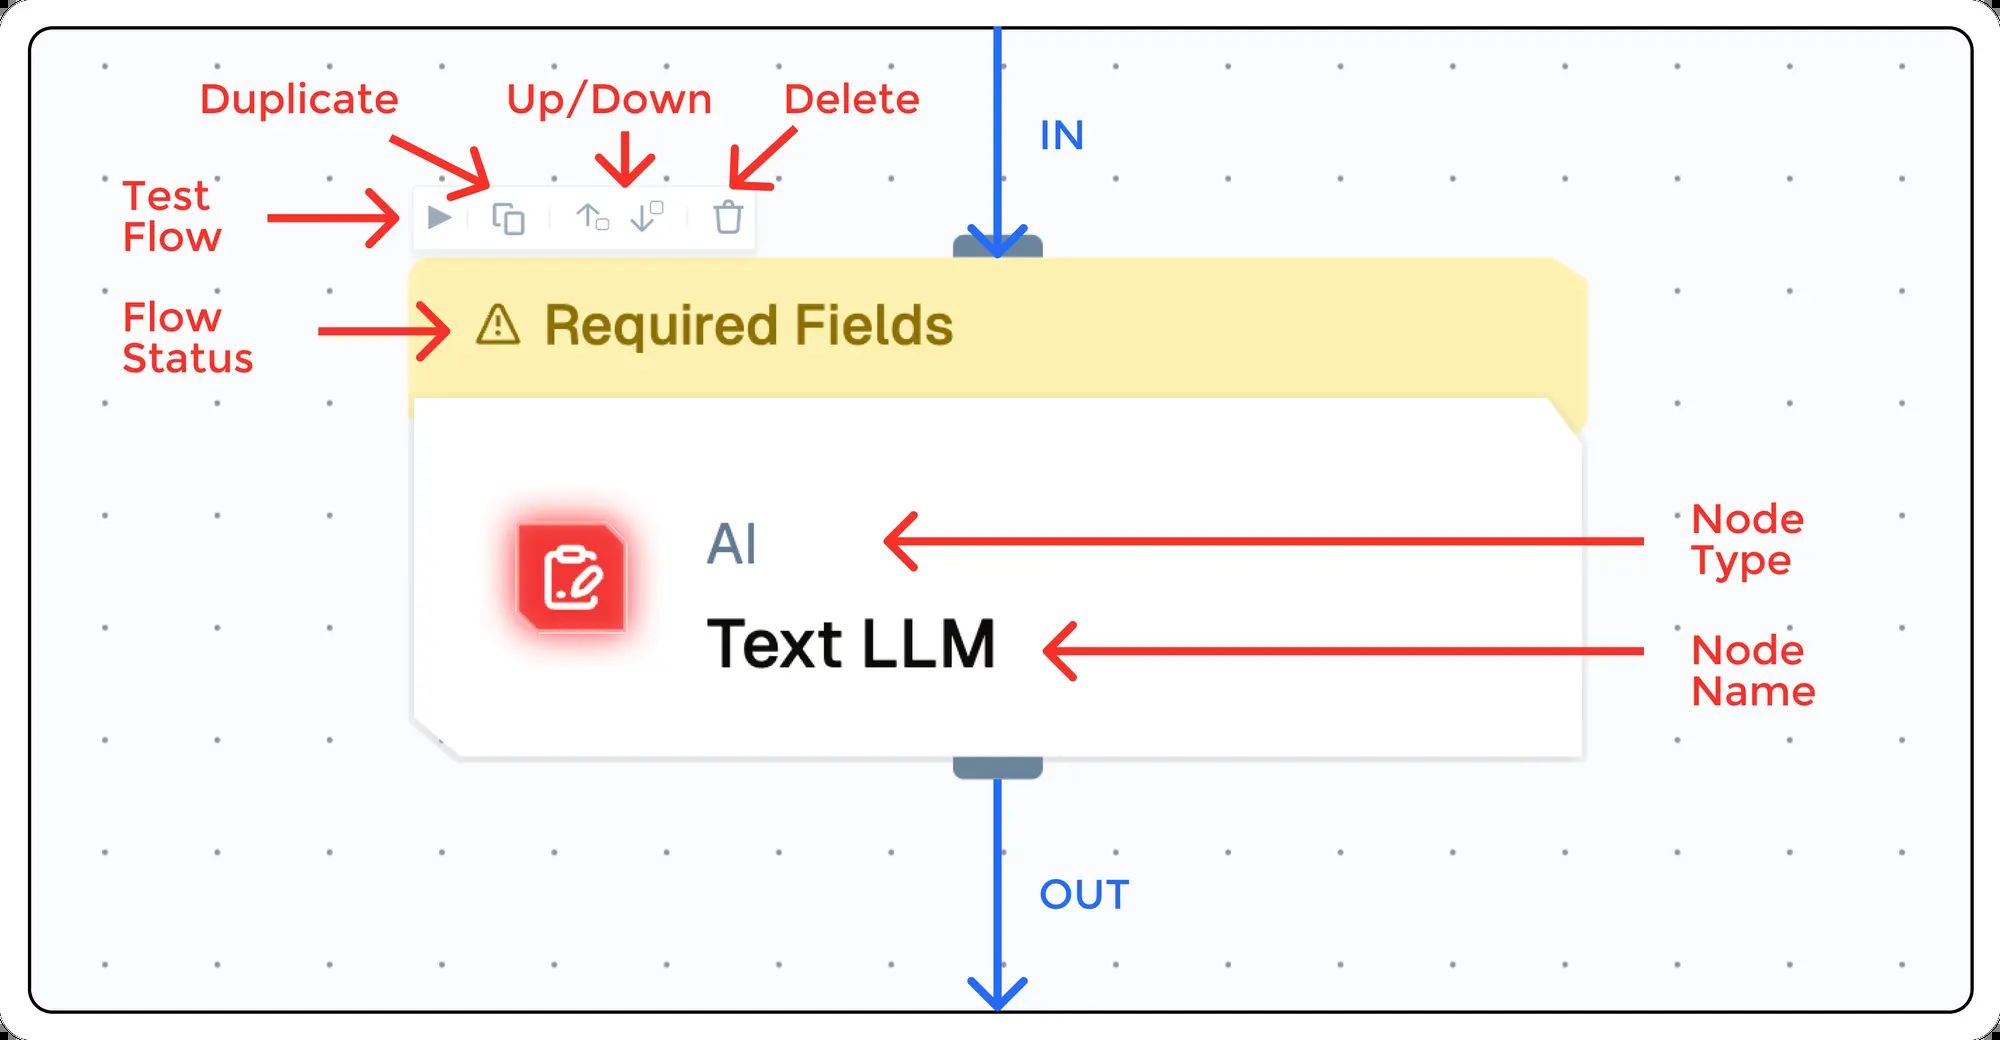 Duplicate
Up/Down
Delete
IN
Test
Flow
Flow
Status
Required Fields
AI
Text LLM
Node
Type
Node
Name
OUT